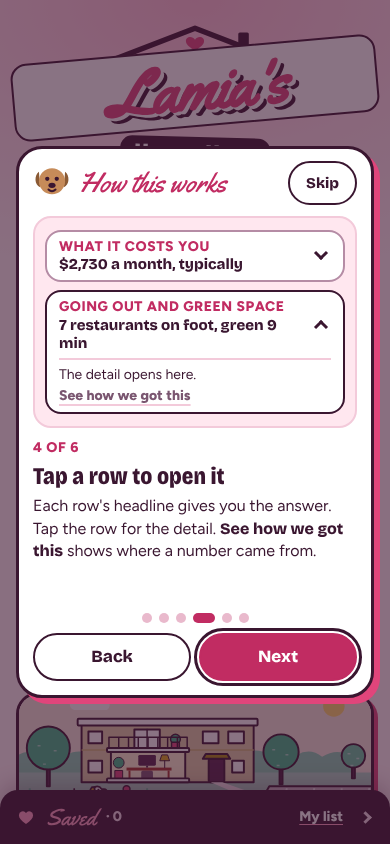 Lamia's
How this works
Skip
WHAT IT COSTS YOU
$2,730 a month, typically
GOING OUT AND GREEN SPACE
7 restaurants on foot, green 9
min
The detail opens here.
See how we got this
4 OF 6
Tap a row to open it
Each row's headline gives you the answer.
Tap the row for the detail. See how we got
this shows where a number came from.
Back
Next
Saved · 0
My list